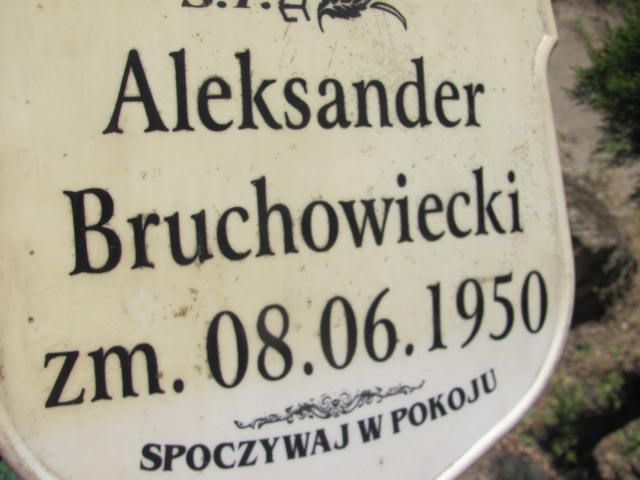 Ś.†P.
Aleksander
Bruchowiecki
zm. 08.06.1950
SPOCZYWAJ W POKOJU